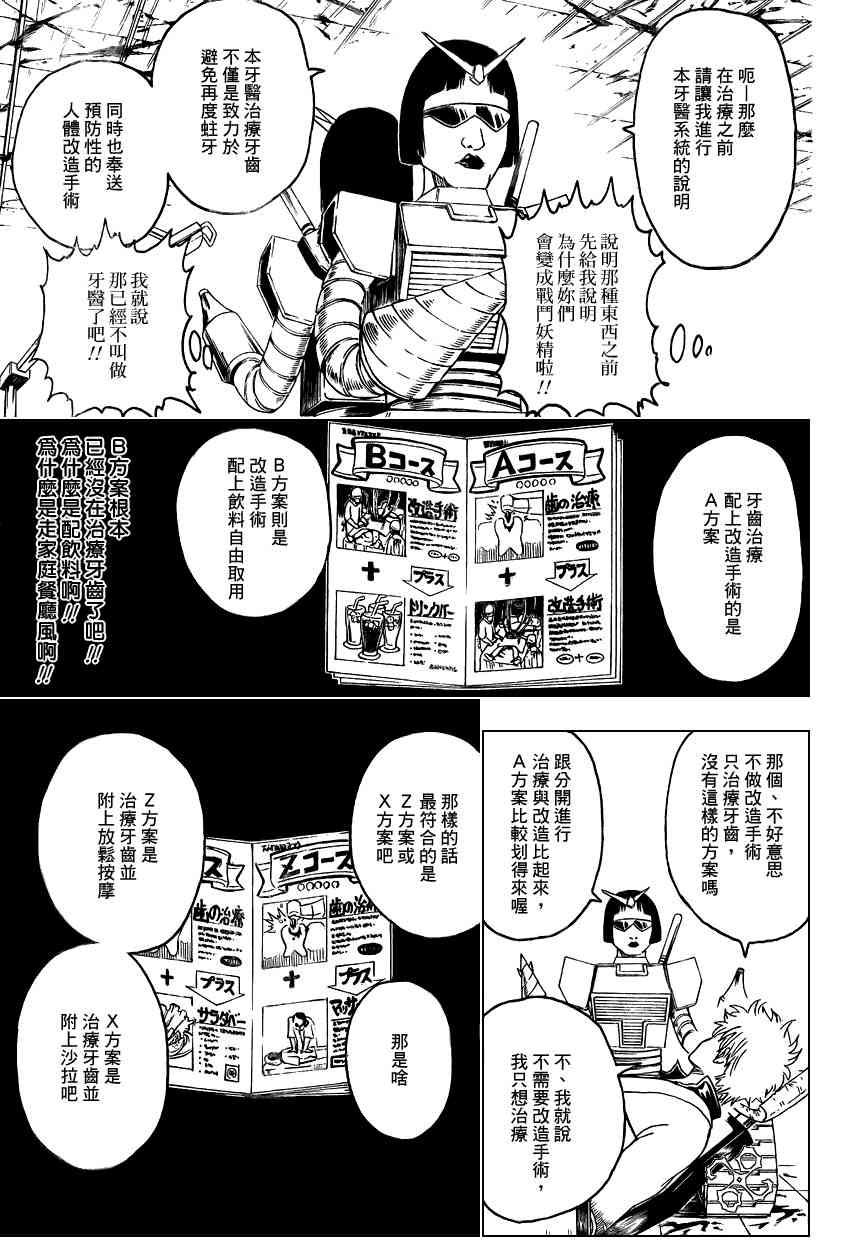 呃ー那麼
在治療之前
請讓我進行
本牙醫系統的說明
說明那種東西之前
先給我說明
為什麼妳們
會變成戰鬥妖精啦!!
本牙醫治療牙齒
不僅是致力於
避免再度蛀牙
同時也奉送
預防性的
人體改造手術
我就說
那已經不叫做
牙醫了吧!!
牙齒治療
配上改造手術的是
A方案
Aコース
歯の治療
+
プラス
改造手術
Bコース
改造手術
+
プラス
ドリンクバー
B方案則是
改造手術
配上飲料自由取用
B方案根本
已經沒在治療牙齒了吧!!
為什麼是配飲料啊!!
為什麼是走家庭餐廳風啊!!
那個、不好意思
不做改造手術
只治療牙齒，
沒有這樣的方案嗎
跟分開進行
治療與改造比起來，
A方案比較划得來喔
不、我就說
不需要改造手術，
我只想治療
那樣的話
最符合的是
Z方案或
X方案吧
Zコース
歯の治療
+
プラス
マッサ
歯の治療
+
プラス
サラダバー
Z方案是
治療牙齒並
附上放鬆按摩
X方案是
治療牙齒並
附上沙拉吧
那是啥